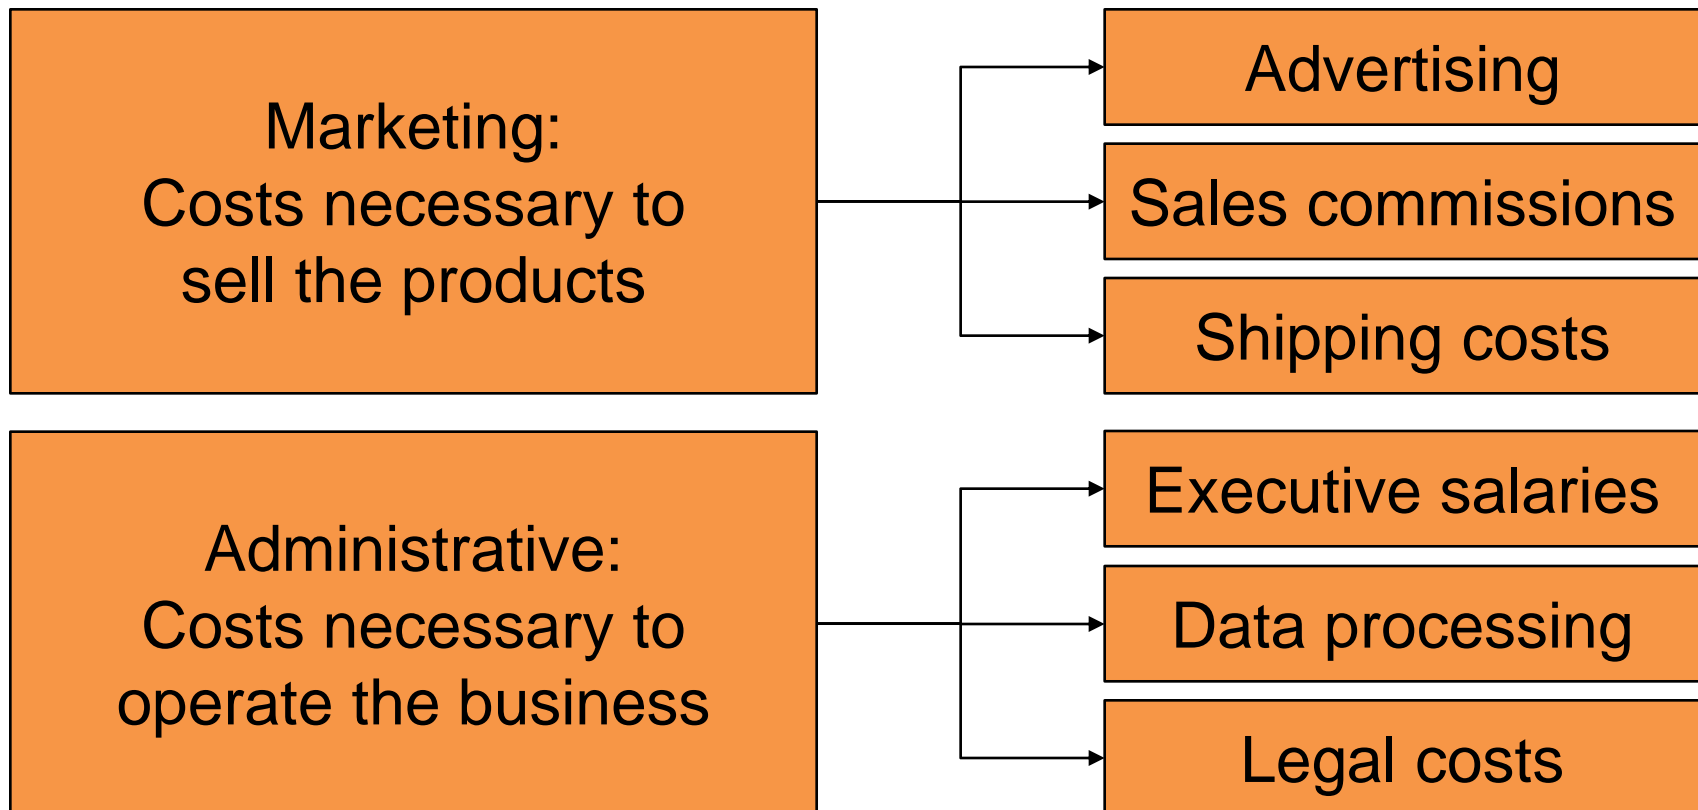 Marketing:
Costs necessary to
sell the products
Advertising
Sales commissions
Shipping costs
Administrative:
Costs necessary to
operate the business
Executive salaries
Data processing
Legal costs